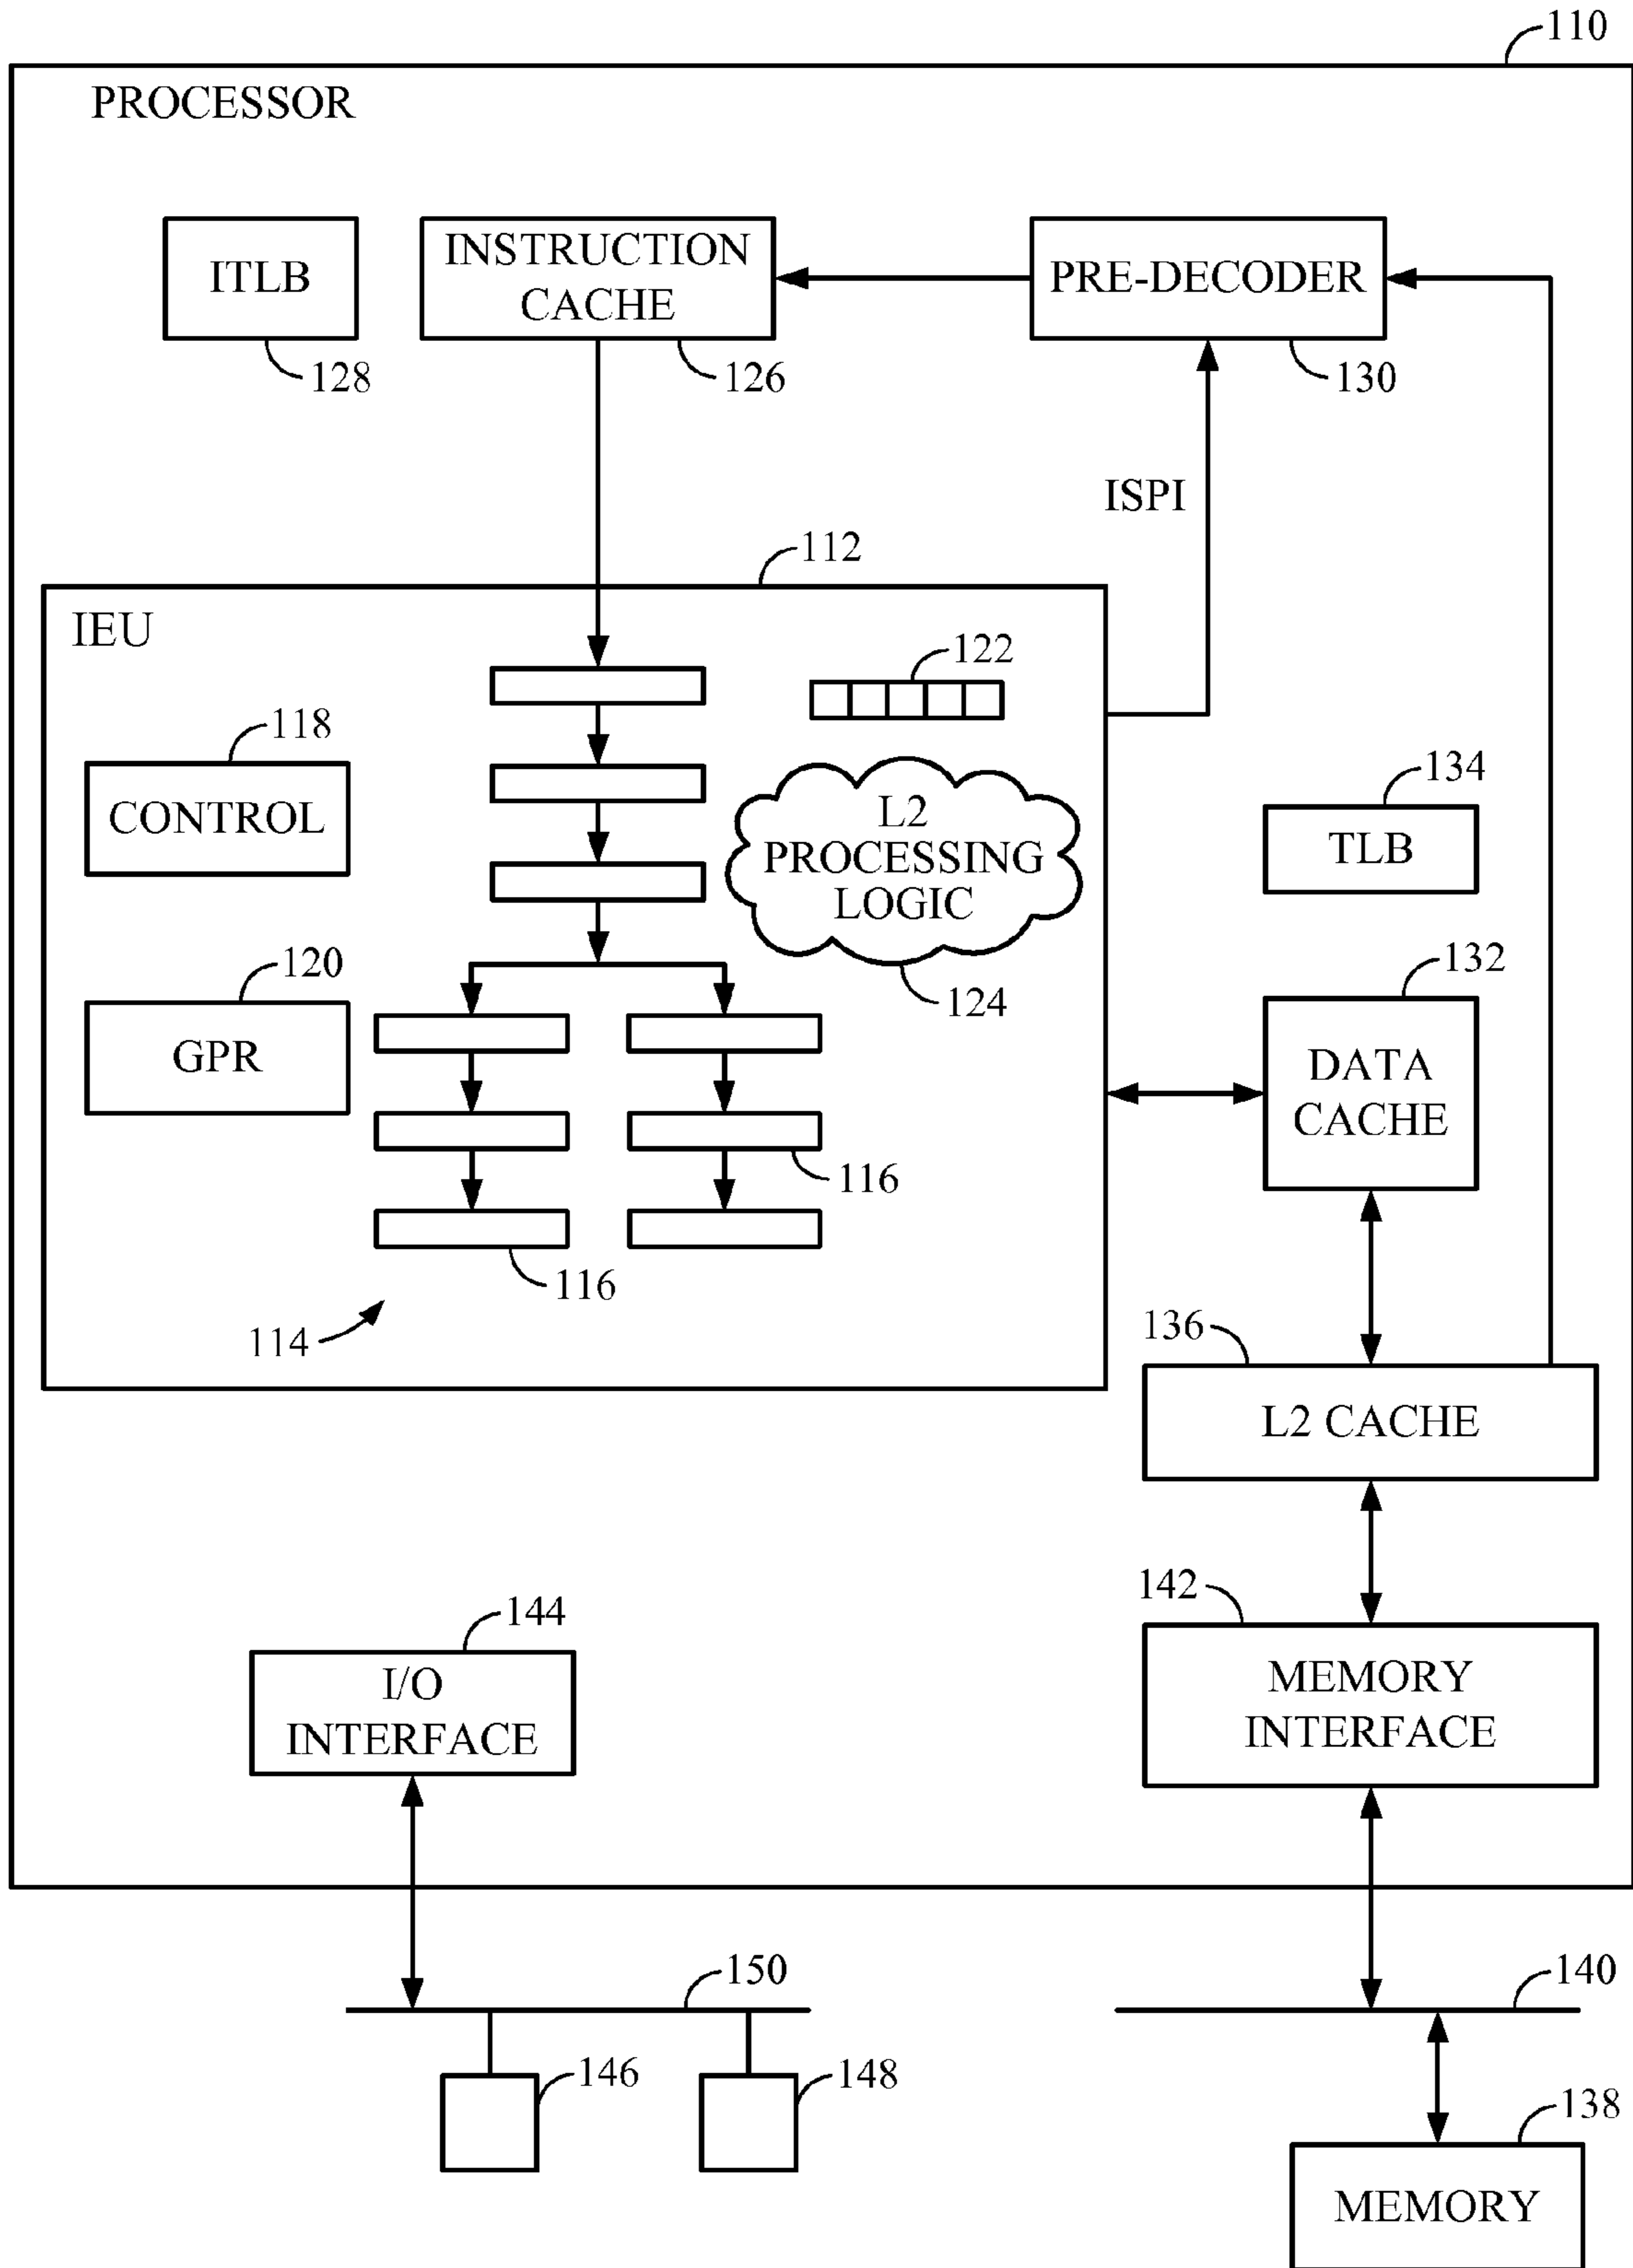 110
PROCESSOR
ITLB
INSTRUCTION
CACHE
PRE-DECODER
128
126
130
ISPI
112
IEU
122
118
CONTROL
L2
PROCESSING
LOGIC
124
134
TLB
120
GPR
132
DATA
CACHE
116
116
114
136
L2 CACHE
142
MEMORY
INTERFACE
144
I/O
INTERFACE
150
140
146
148
138
MEMORY